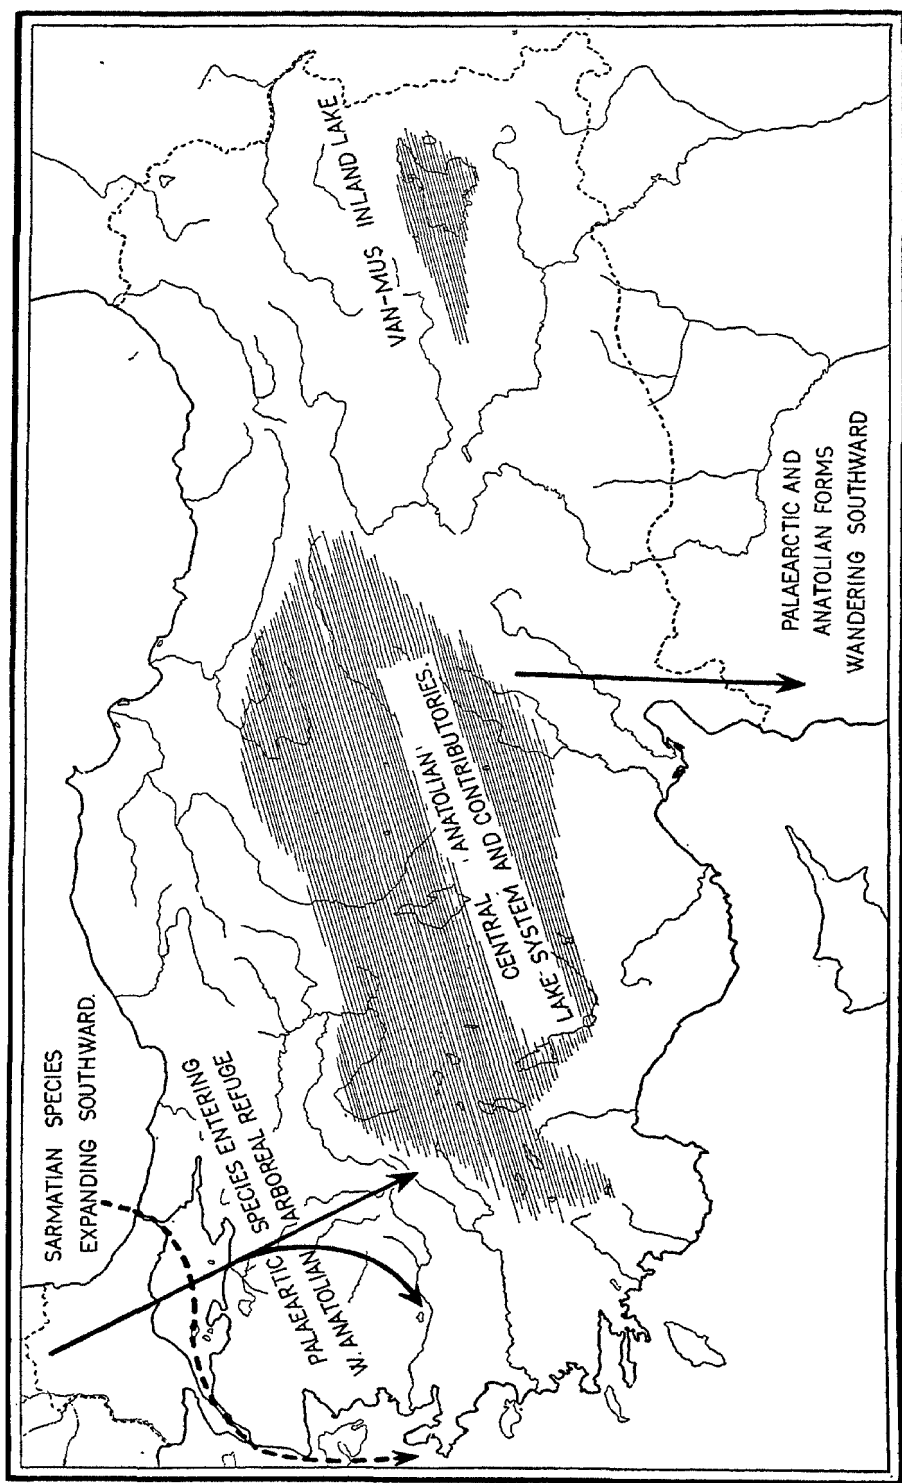 SARMATIAN SPECIES
EXPANDING SOUTHWARD.
PALAEARCTIC SPECIES ENTERING
W. ANATOLIAN ARBOREAL REFUGE
CENTRAL 'ANATOLIAN'
LAKE SYSTEM AND CONTRIBUTORIES.
VAN-MUŞ INLAND LAKE
PALAEARCTIC AND
ANATOLIAN FORMS
WANDERING SOUTHWARD